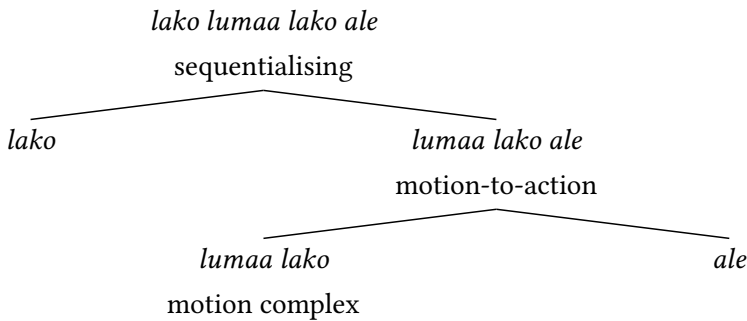 lako lumaa lako ale
sequentialising
lako
lumaa lako ale
motion-to-action
lumaa lako
ale
motion complex